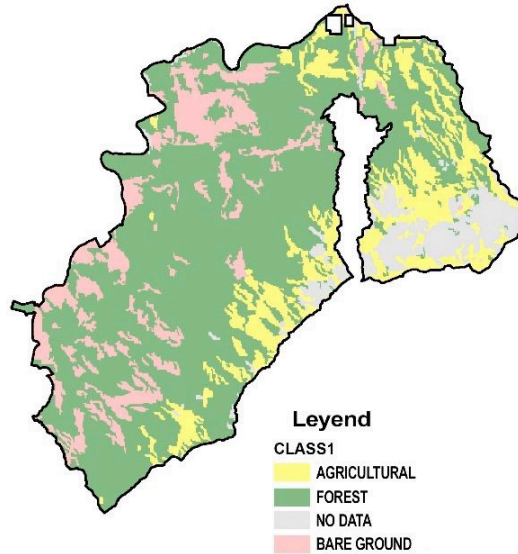 Leyend
CLASS1
AGRICULTURAL
FOREST
NO DATA
BARE GROUND